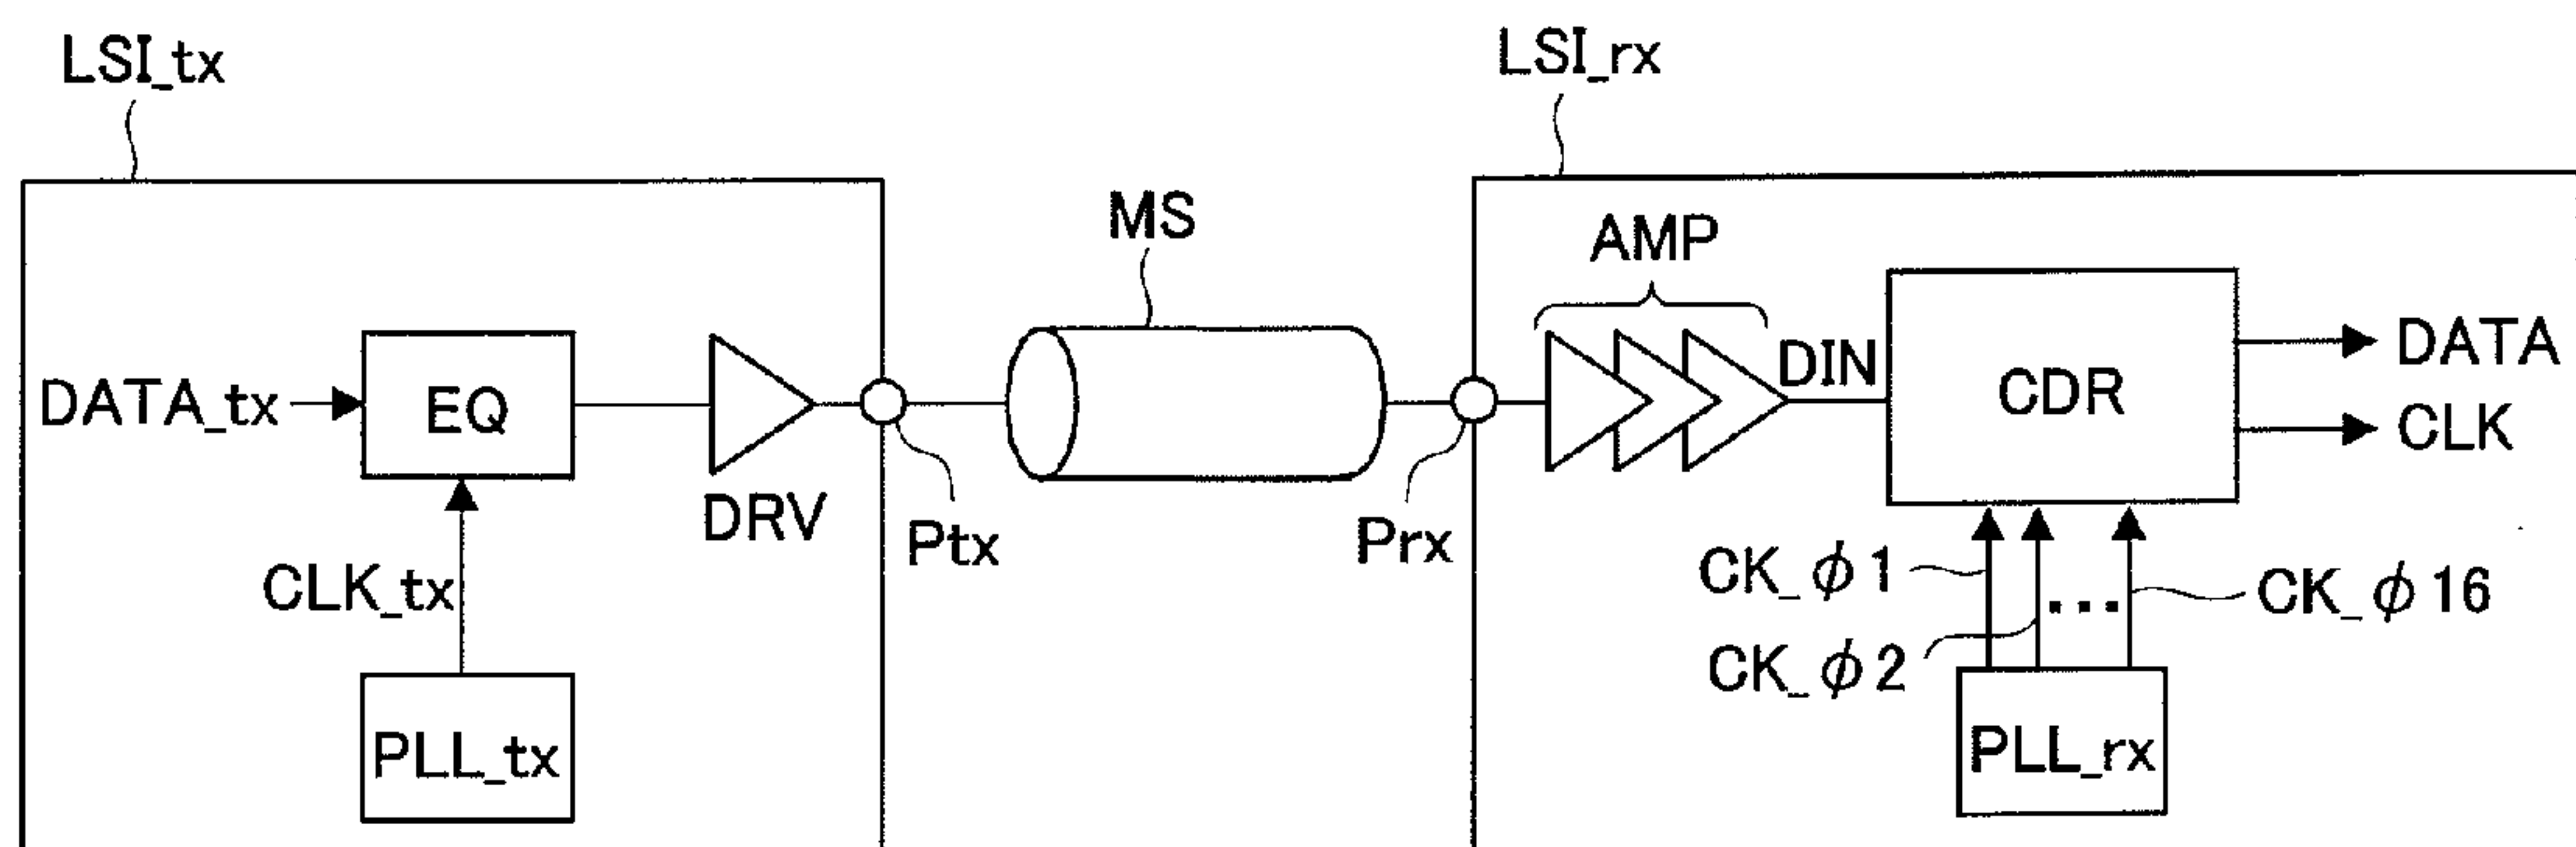 LSI_tx
LSI_rx
MS
AMP
DATA_tx
EQ
DRV
DIN
CDR
DATA
CLK
Ptx
Prx
CLK_tx
CK_φ1
CK_φ2
CK_φ16
PLL_tx
PLL_rx